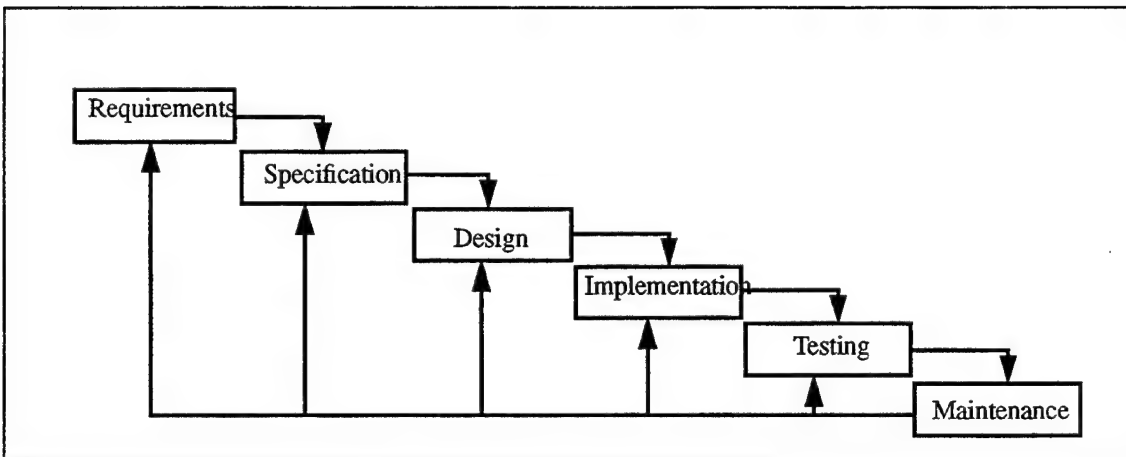 Requirements
Specification
Design
Implementation
Testing
Maintenance